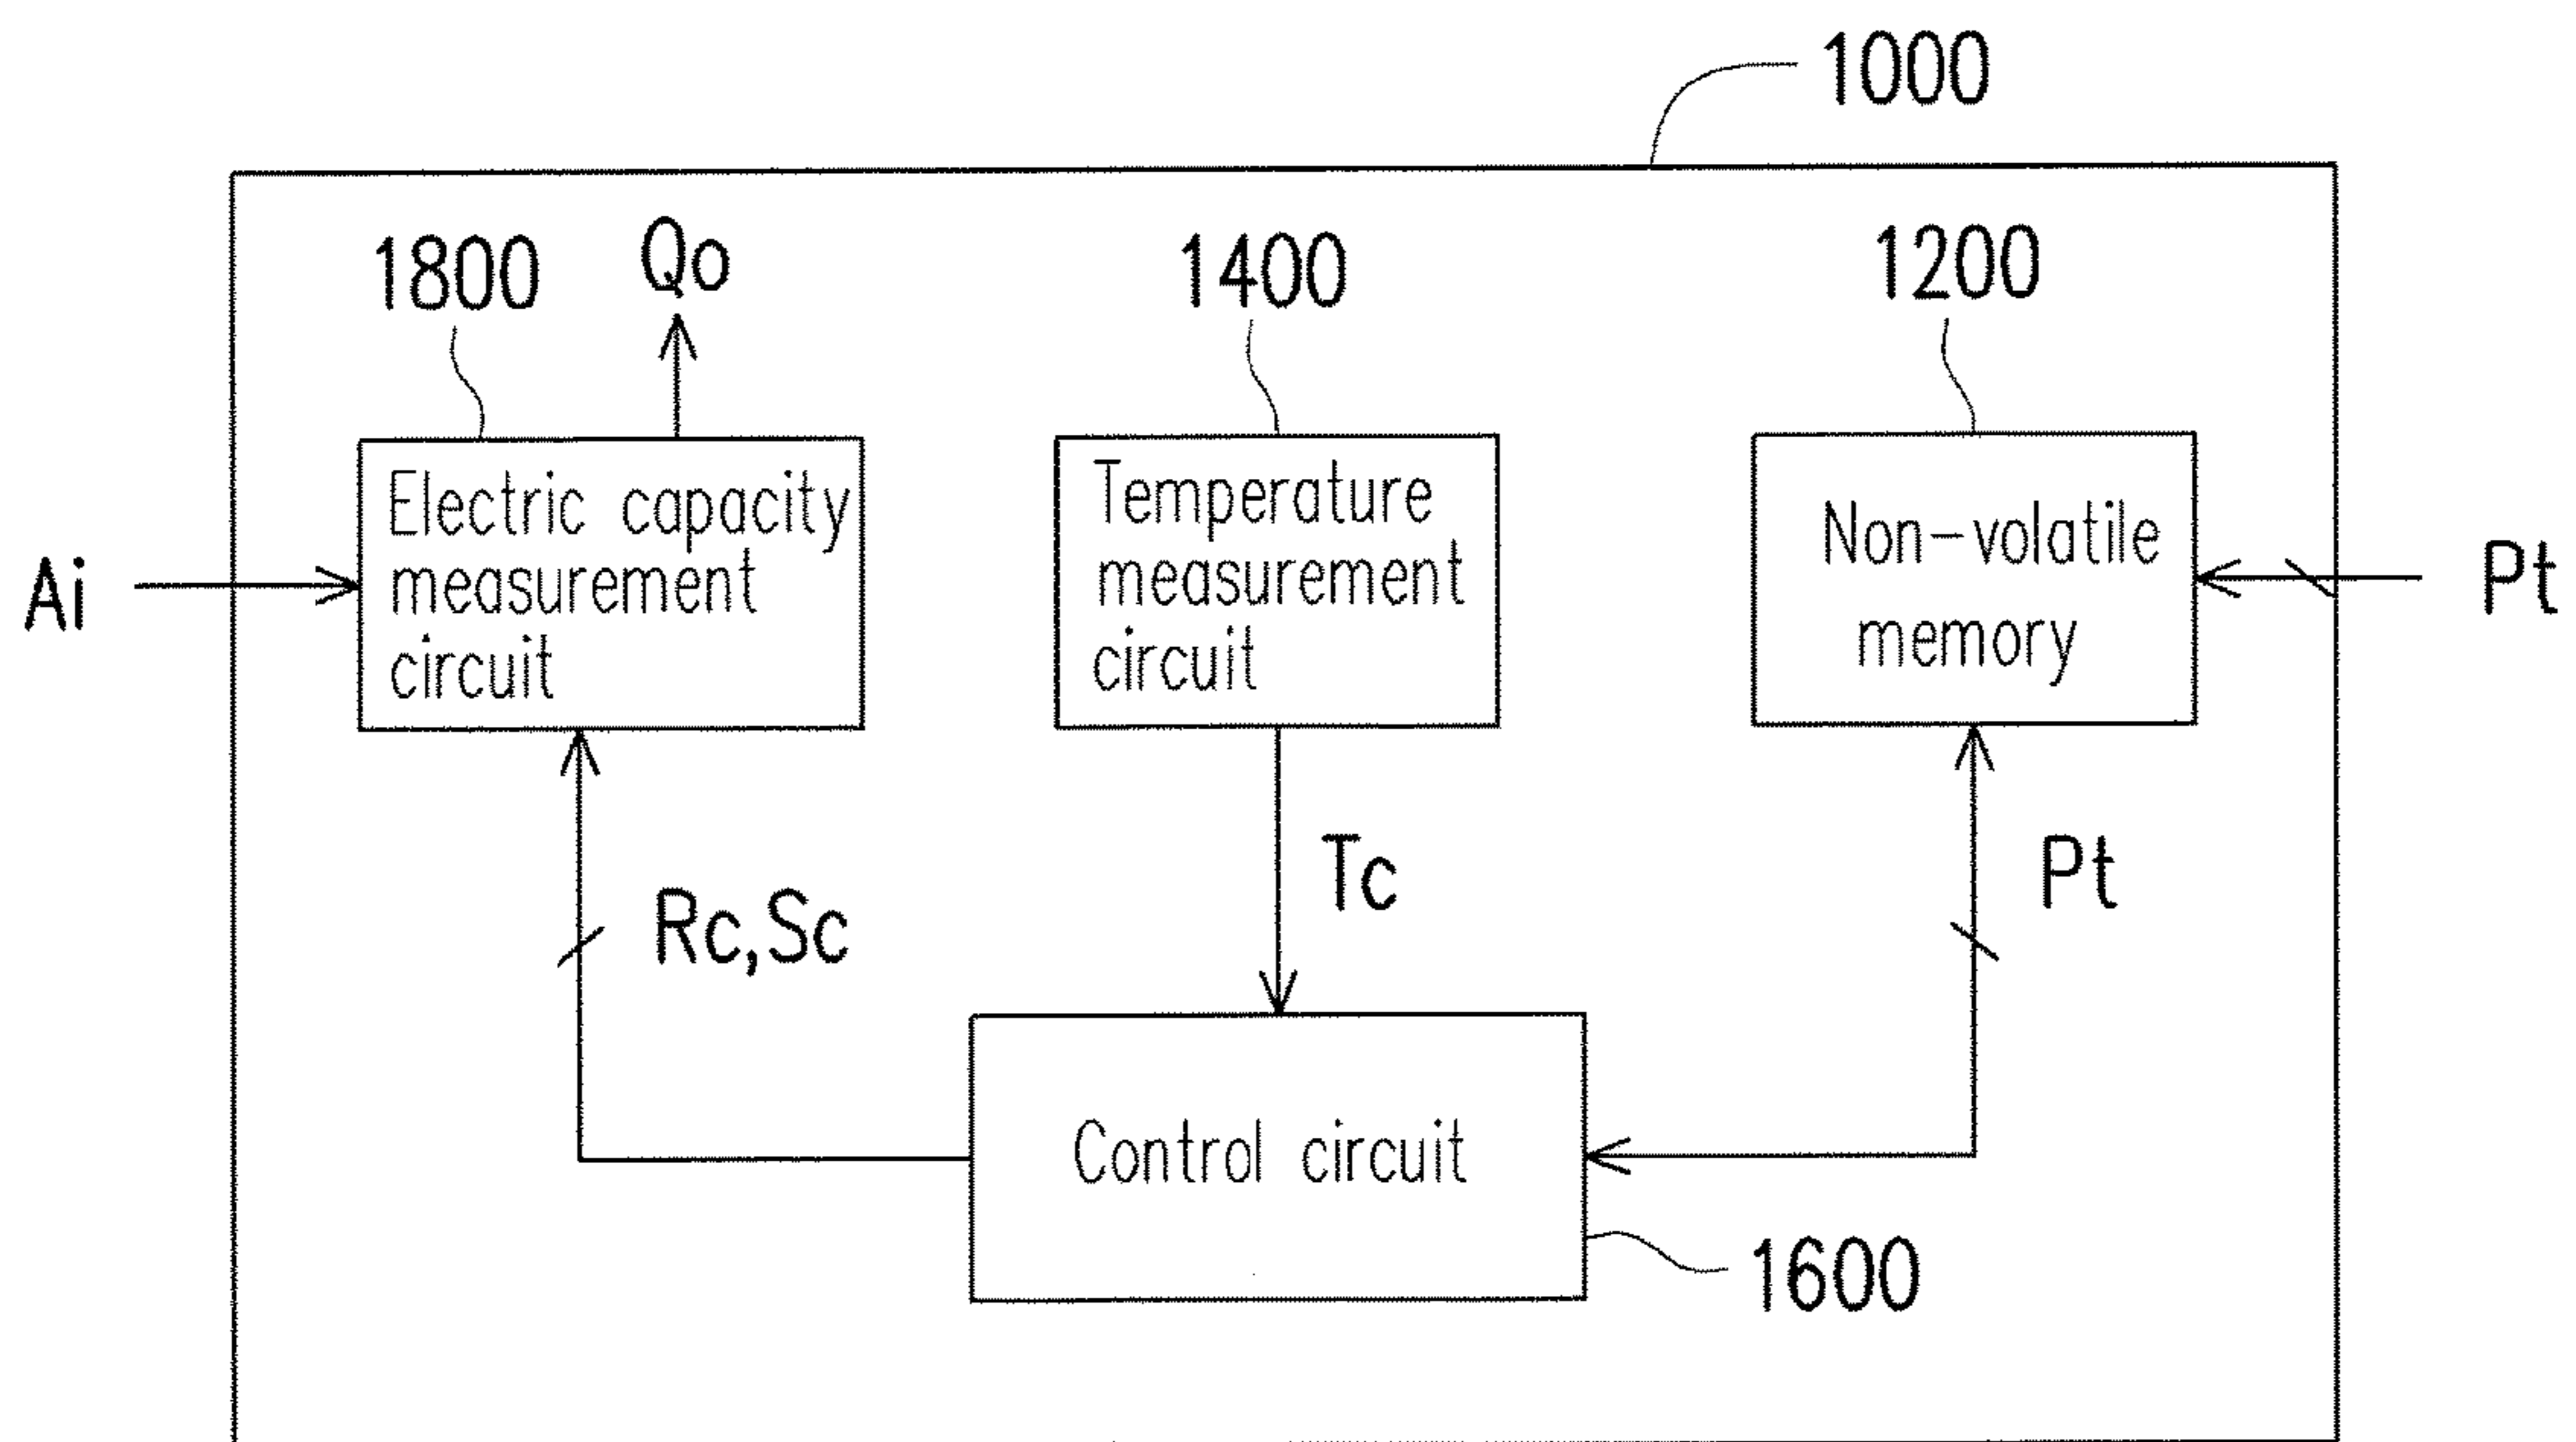 1000
1800
Qo
1400
1200
Electric capacity
measurement
circuit
Temperature
measurement
circuit
Non-volatile
memory
Ai
Pt
Rc,Sc
Tc
Pt
Control circuit
1600